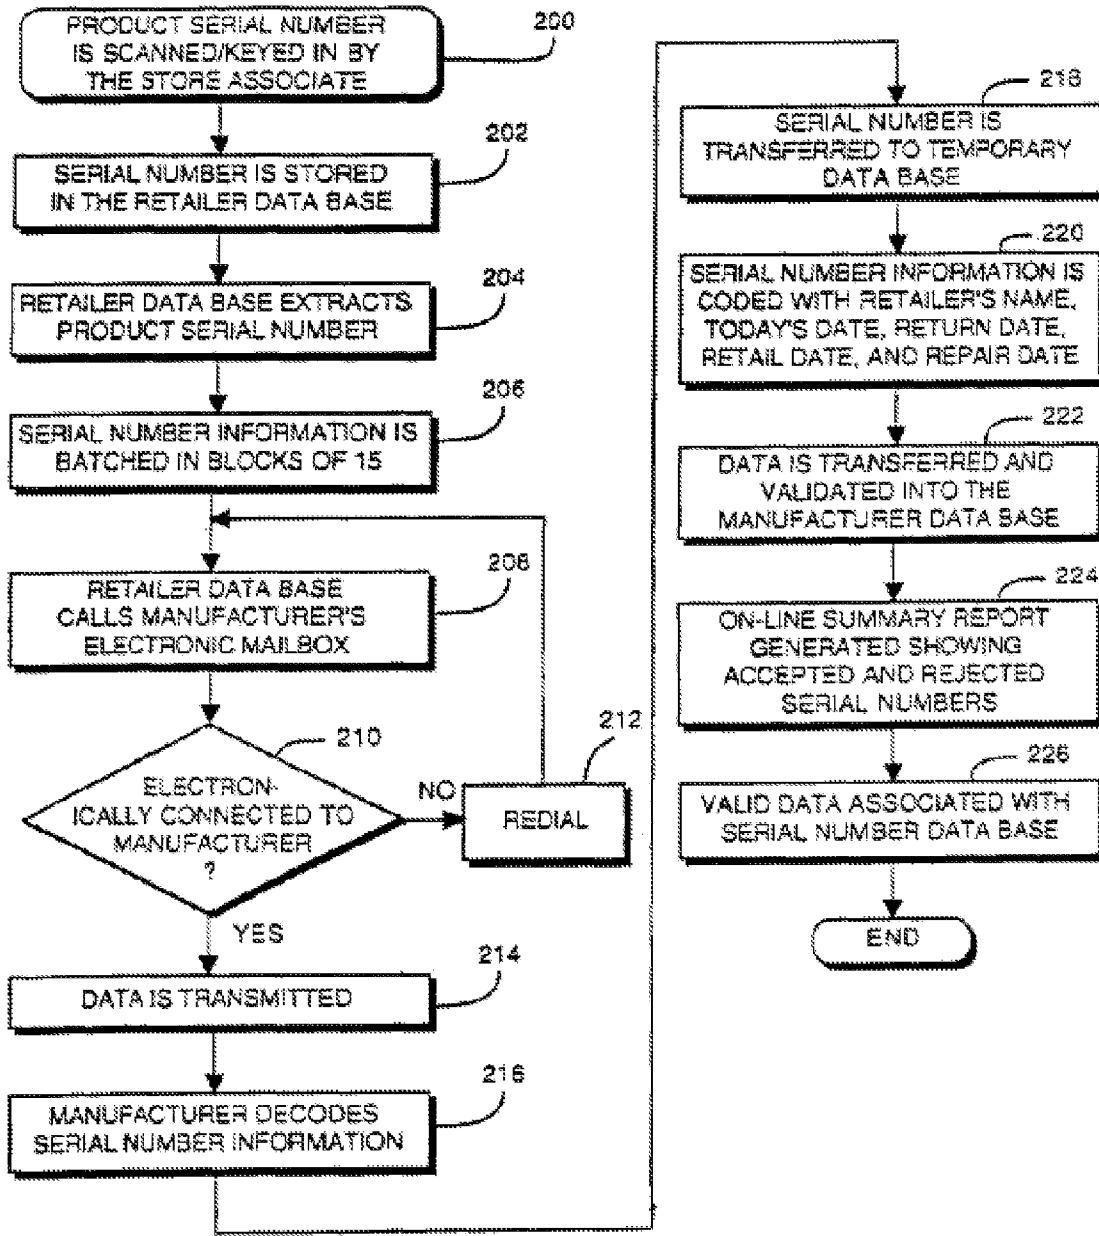 PRODUCT SERIAL NUMBER
IS SCANNED/KEYED IN BY
THE STORE ASSOCIATE
200
SERIAL NUMBER IS STORED
IN THE RETAILER DATA BASE
202
RETAILER DATA BASE EXTRACTS
PRODUCT SERIAL NUMBER
204
SERIAL NUMBER INFORMATION IS
BATCHED IN BLOCKS OF 15
206
RETAILER DATA BASE
CALLS MANUFACTURER'S
ELECTRONIC MAILBOX
208
ELECTRON-
ICALLY CONNECTED TO
MANUFACTURER
?
210
NO
REDIAL
212
YES
DATA IS TRANSMITTED
214
MANUFACTURER DECODES
SERIAL NUMBER INFORMATION
216
SERIAL NUMBER IS
TRANSFERRED TO TEMPORARY
DATA BASE
218
SERIAL NUMBER INFORMATION IS
CODED WITH RETAILER'S NAME,
TODAY'S DATE, RETURN DATE,
RETAIL DATE, AND REPAIR DATE
220
DATA IS TRANSFERRED AND
VALIDATED INTO THE
MANUFACTURER DATA BASE
222
ON-LINE SUMMARY REPORT
GENERATED SHOWING
ACCEPTED AND REJECTED
SERIAL NUMBERS
224
VALID DATA ASSOCIATED WITH
SERIAL NUMBER DATA BASE
226
END